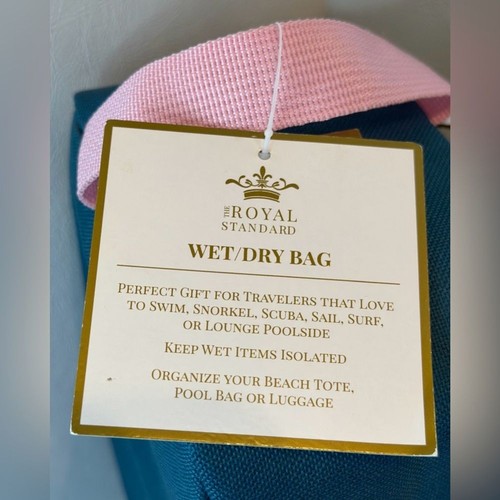 THE ROYAL
STANDARD
WET/DRY BAG
PERFECT GIFT FOR TRAVELERS THAT LOVE
TO SWIM, SNORKEL, SCUBA, SAIL, SURF,
OR LOUNGE POOLSIDE
KEEP WET ITEMS ISOLATED
ORGANIZE YOUR BEACH TOTE,
POOL BAG OR LUGGAGE